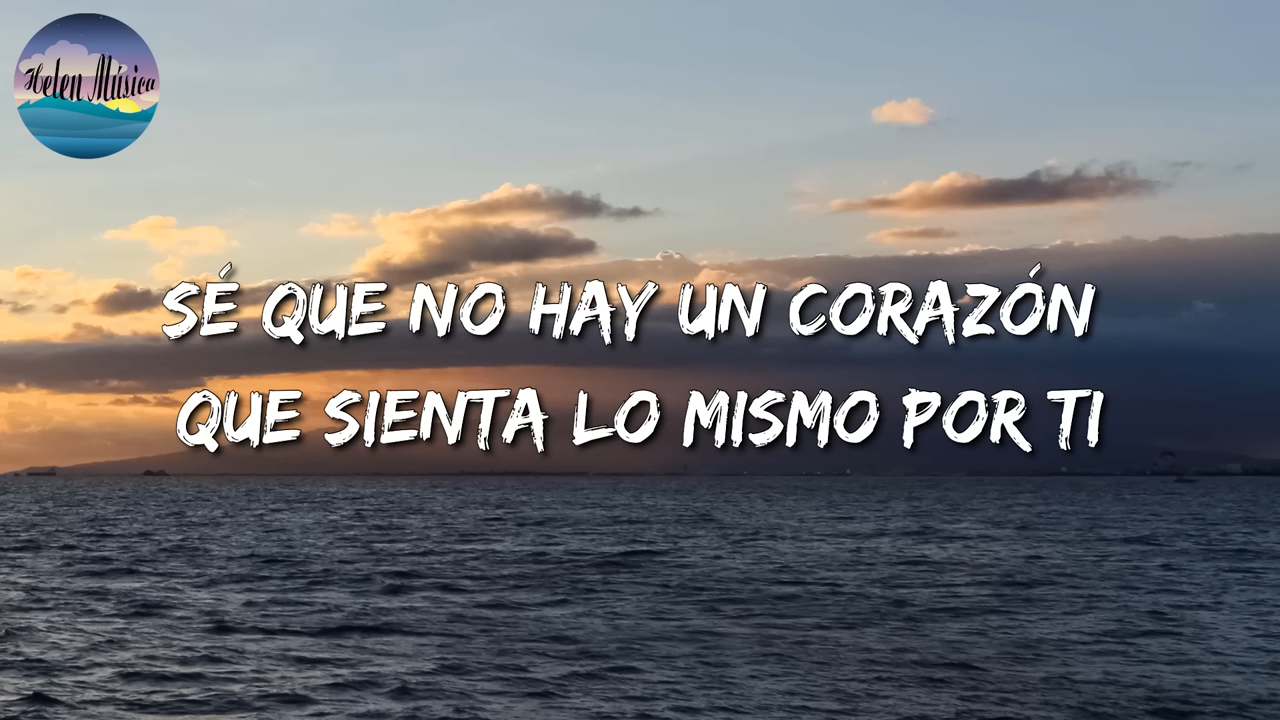 Helen Música
SÉ QUE NO HAY UN CORAZÓN
QUE SIENTA LO MISMO POR TI